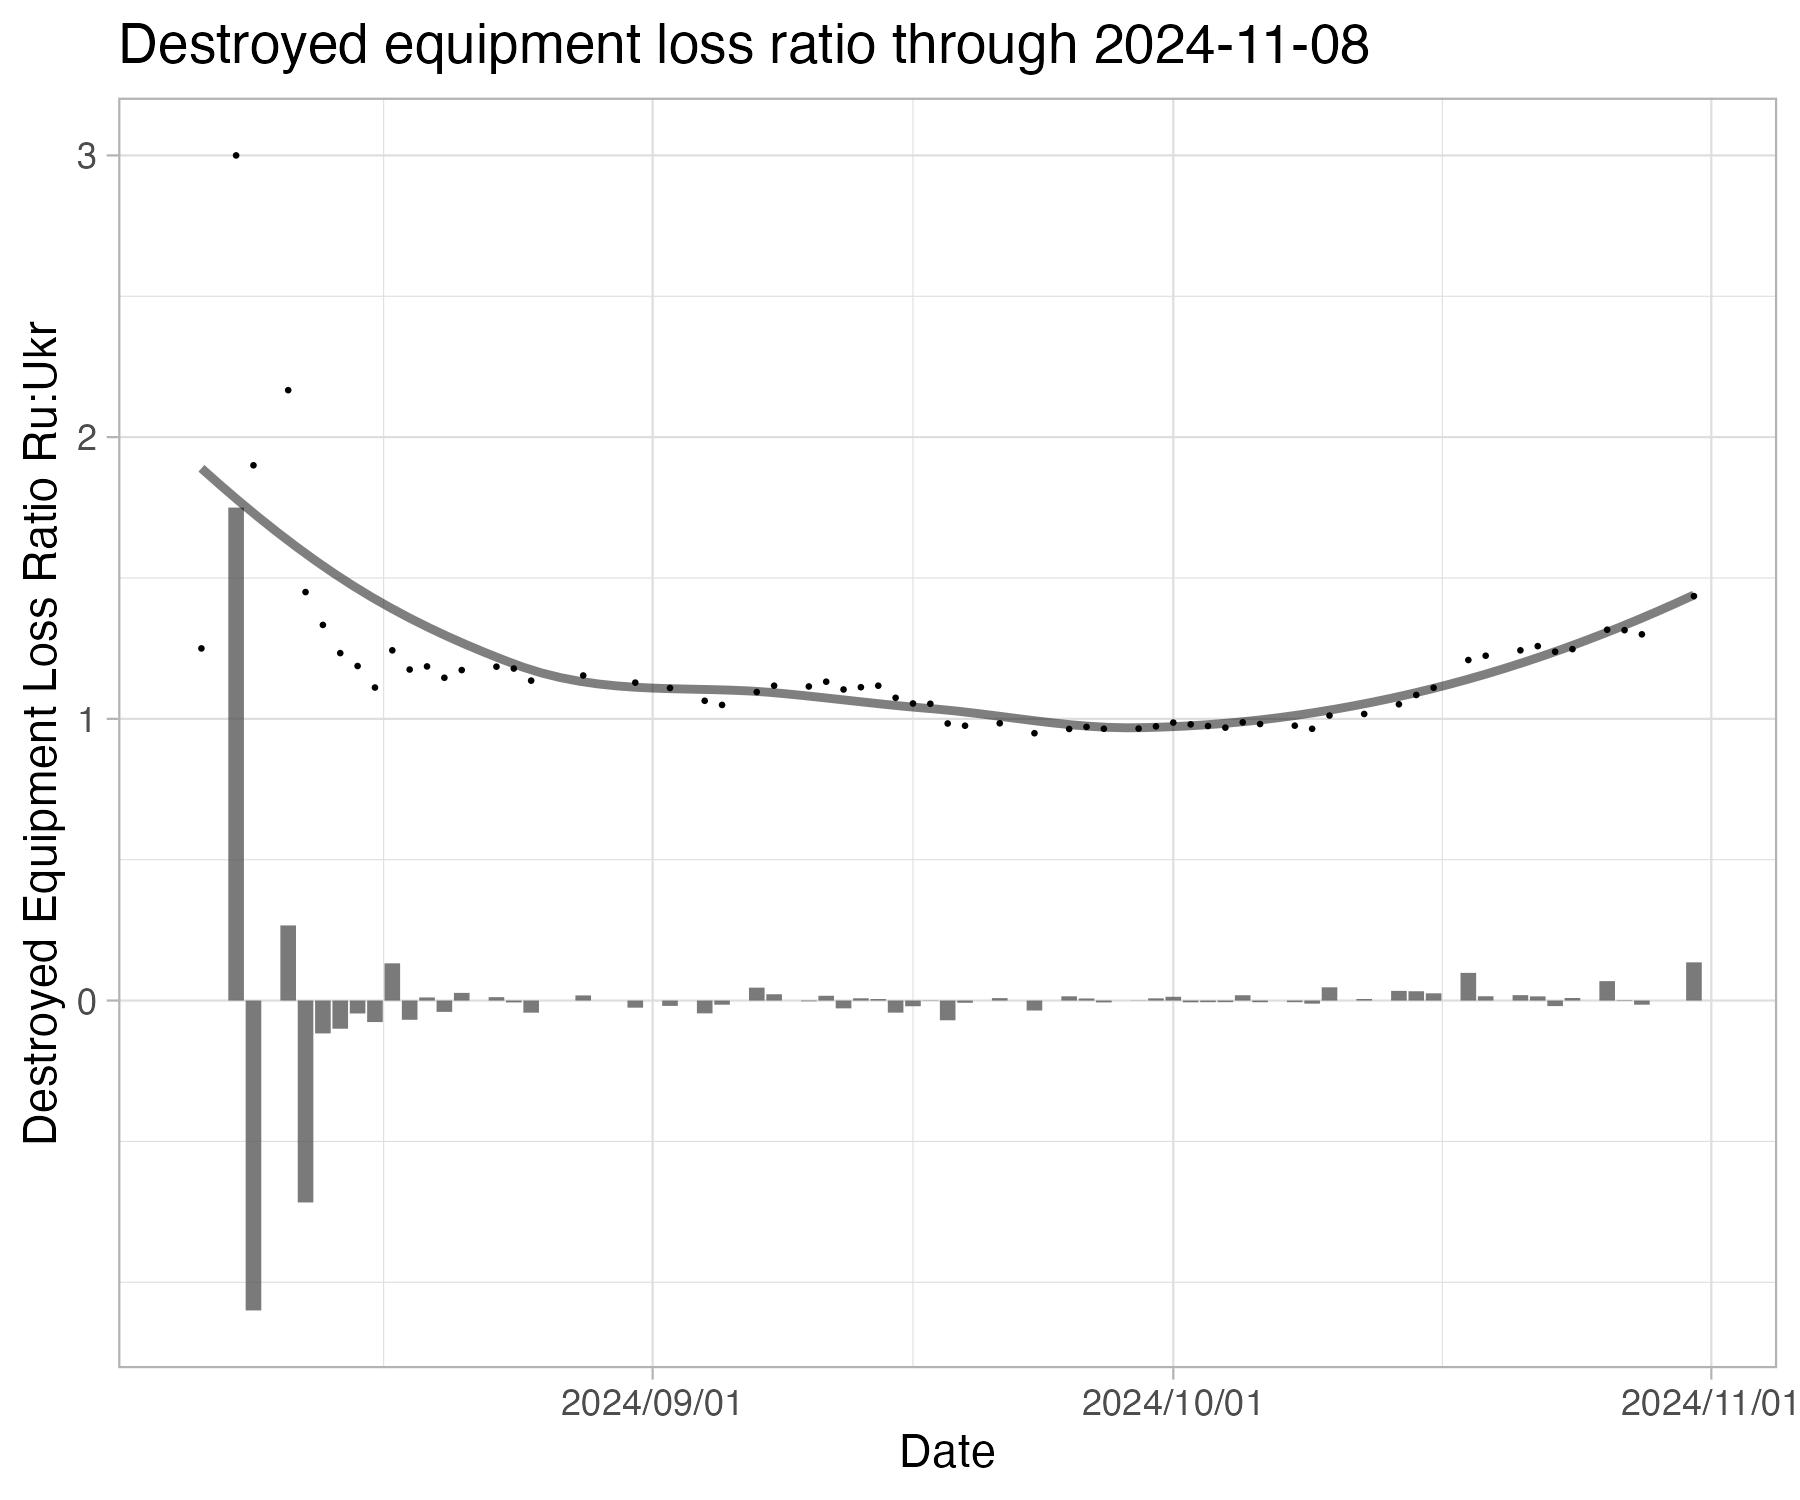 Destroyed equipment loss ratio through 2024-11-08
Destroyed Equipment Loss Ratio Ru:Ukr
3
2
1
0
2024/09/01
2024/10/01
2024/11/01
Date